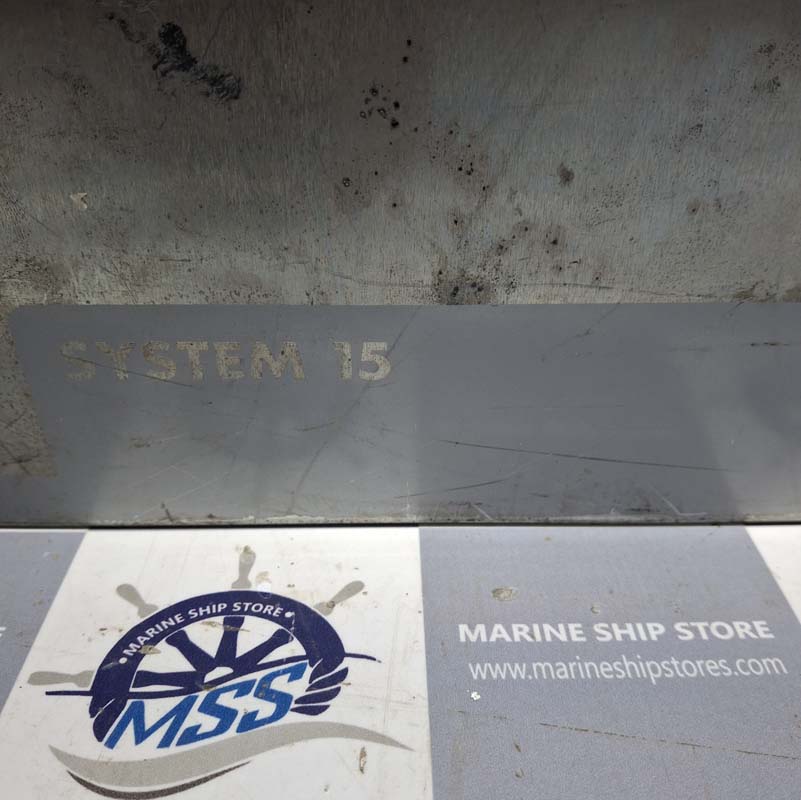 SYSTEM 15
•MARINE SHIP STORE•
MSS
MARINE SHIP STORE
www.marineshipstores.com